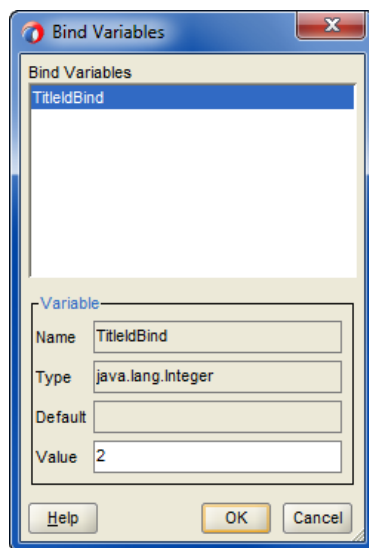 Bind Variables
Bind Variables
TitleIdBind
Variable
Name TitleIdBind
Type java.lang.Integer
Default
Value 2
Help OK Cancel